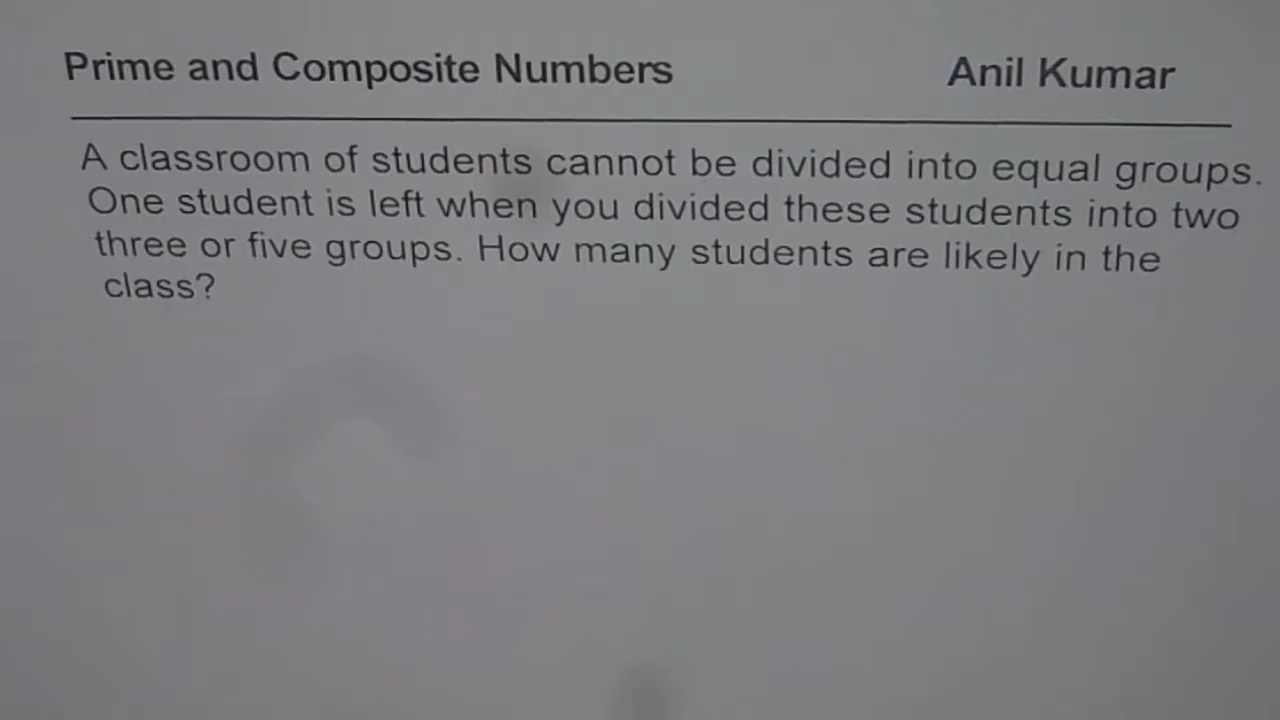 Prime and Composite Numbers Anil Kumar
A classroom of students cannot be divided into equal groups.
One student is left when you divided these students into two
three or five groups. How many students are likely in the
class?